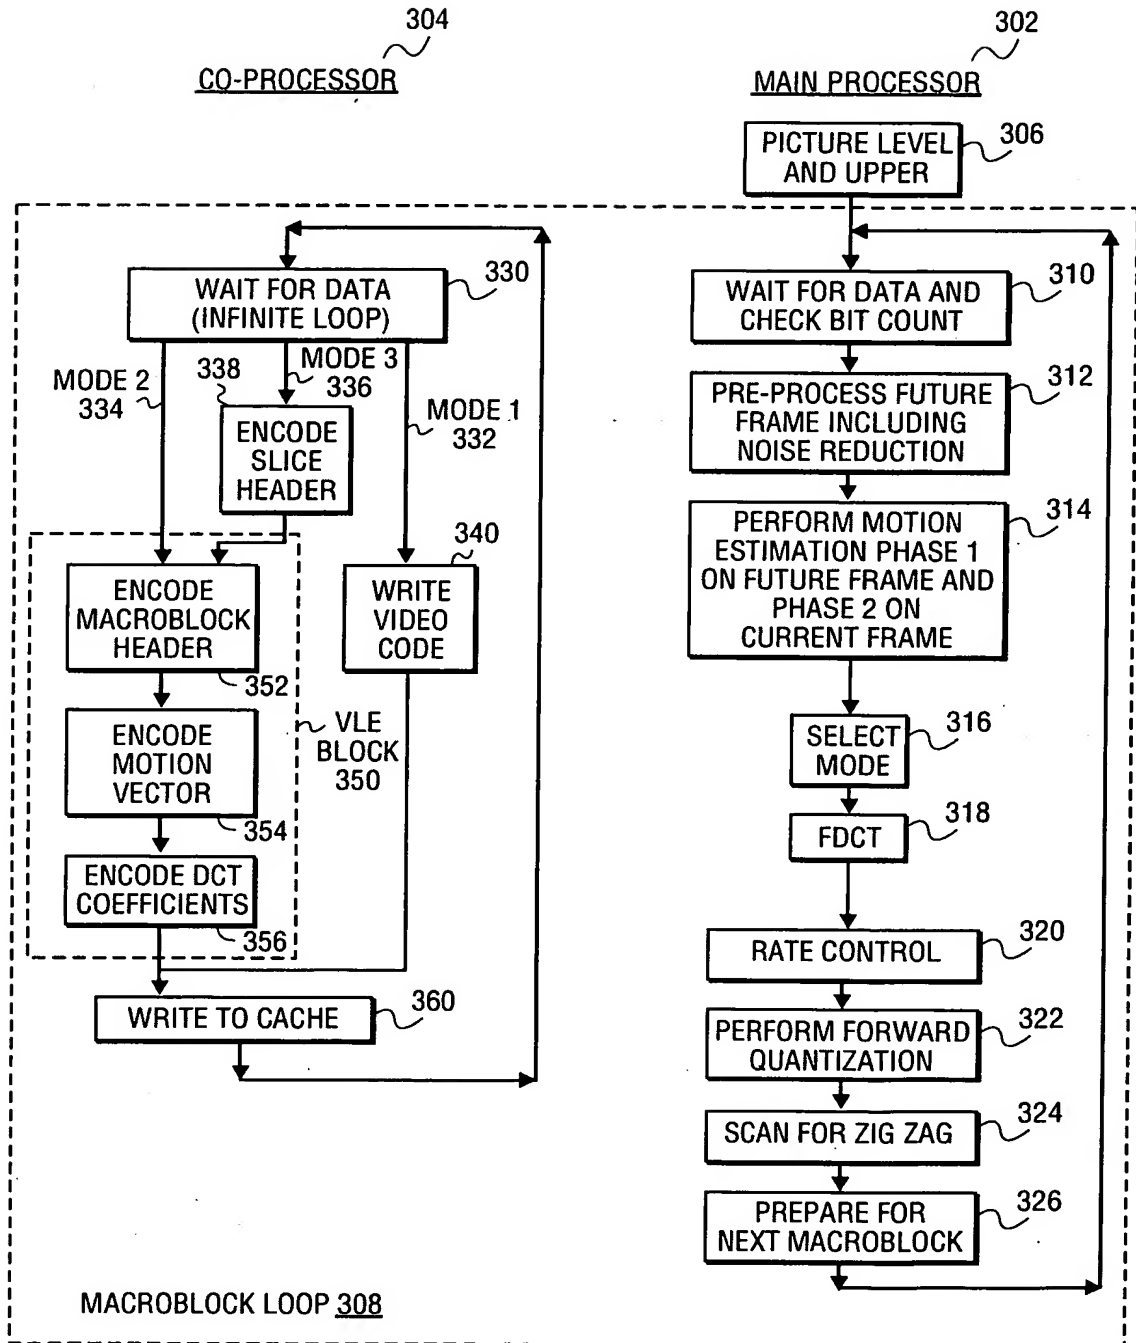 304
CO-PROCESSOR
302
MAIN PROCESSOR
PICTURE LEVEL
AND UPPER
306
WAIT FOR DATA
(INFINITE LOOP)
330
MODE 2
334
338
MODE 3
336
MODE 1
332
ENCODE
SLICE
HEADER
340
WRITE
VIDEO
CODE
ENCODE
MACROBLOCK
HEADER
352
ENCODE
MOTION
VECTOR
354
VLE
BLOCK
350
ENCODE DCT
COEFFICIENTS
356
WRITE TO CACHE
360
WAIT FOR DATA AND
CHECK BIT COUNT
310
PRE-PROCESS FUTURE
FRAME INCLUDING
NOISE REDUCTION
312
PERFORM MOTION
ESTIMATION PHASE 1
ON FUTURE FRAME AND
PHASE 2 ON
CURRENT FRAME
314
SELECT
MODE
316
FDCT
318
RATE CONTROL
320
PERFORM FORWARD
QUANTIZATION
322
SCAN FOR ZIG ZAG
324
PREPARE FOR
NEXT MACROBLOCK
326
MACROBLOCK LOOP 308